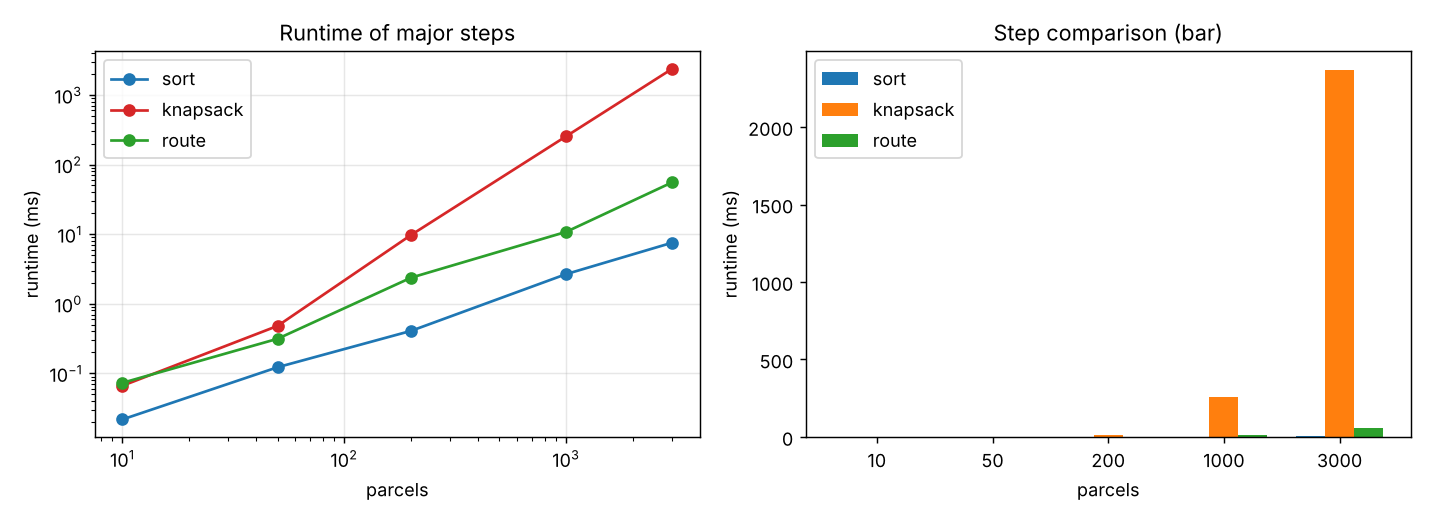 Runtime of major steps
sort
knapsack
route
10³
10²
10¹
10⁰
10⁻¹
runtime (ms)
10¹ 10² 10³
parcels
Step comparison (bar)
sort
knapsack
route
2000
1500
1000
500
0
runtime (ms)
10 50 200 1000 3000
parcels